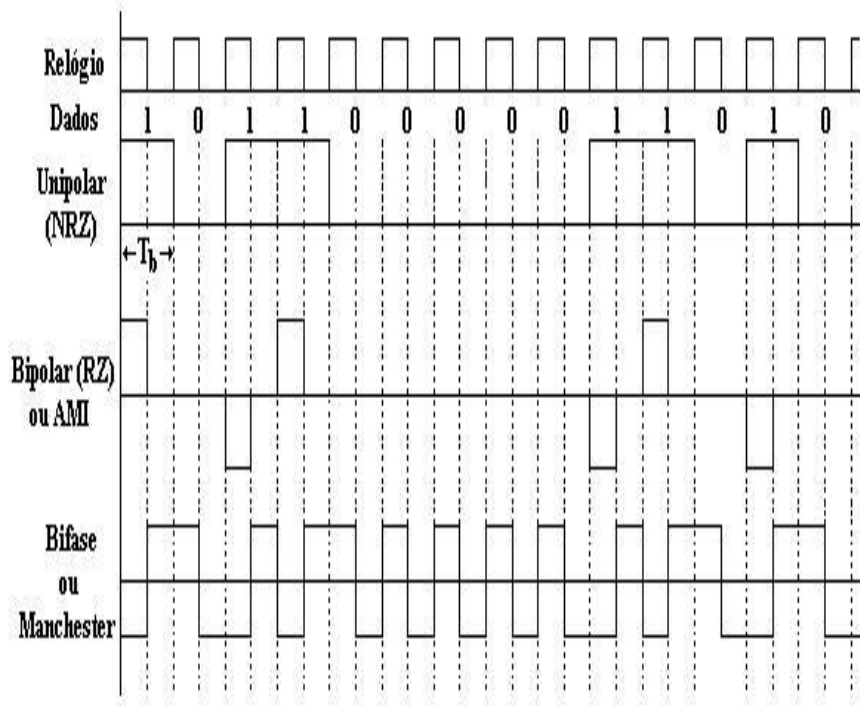 Relógio
Dados 1 0 1 1 0 0 0 0 0 1 1 0 1 0
Unipolar
(NRZ)
←Tb→
Bipolar (RZ)
ou AMI
Bifase
ou
Manchester